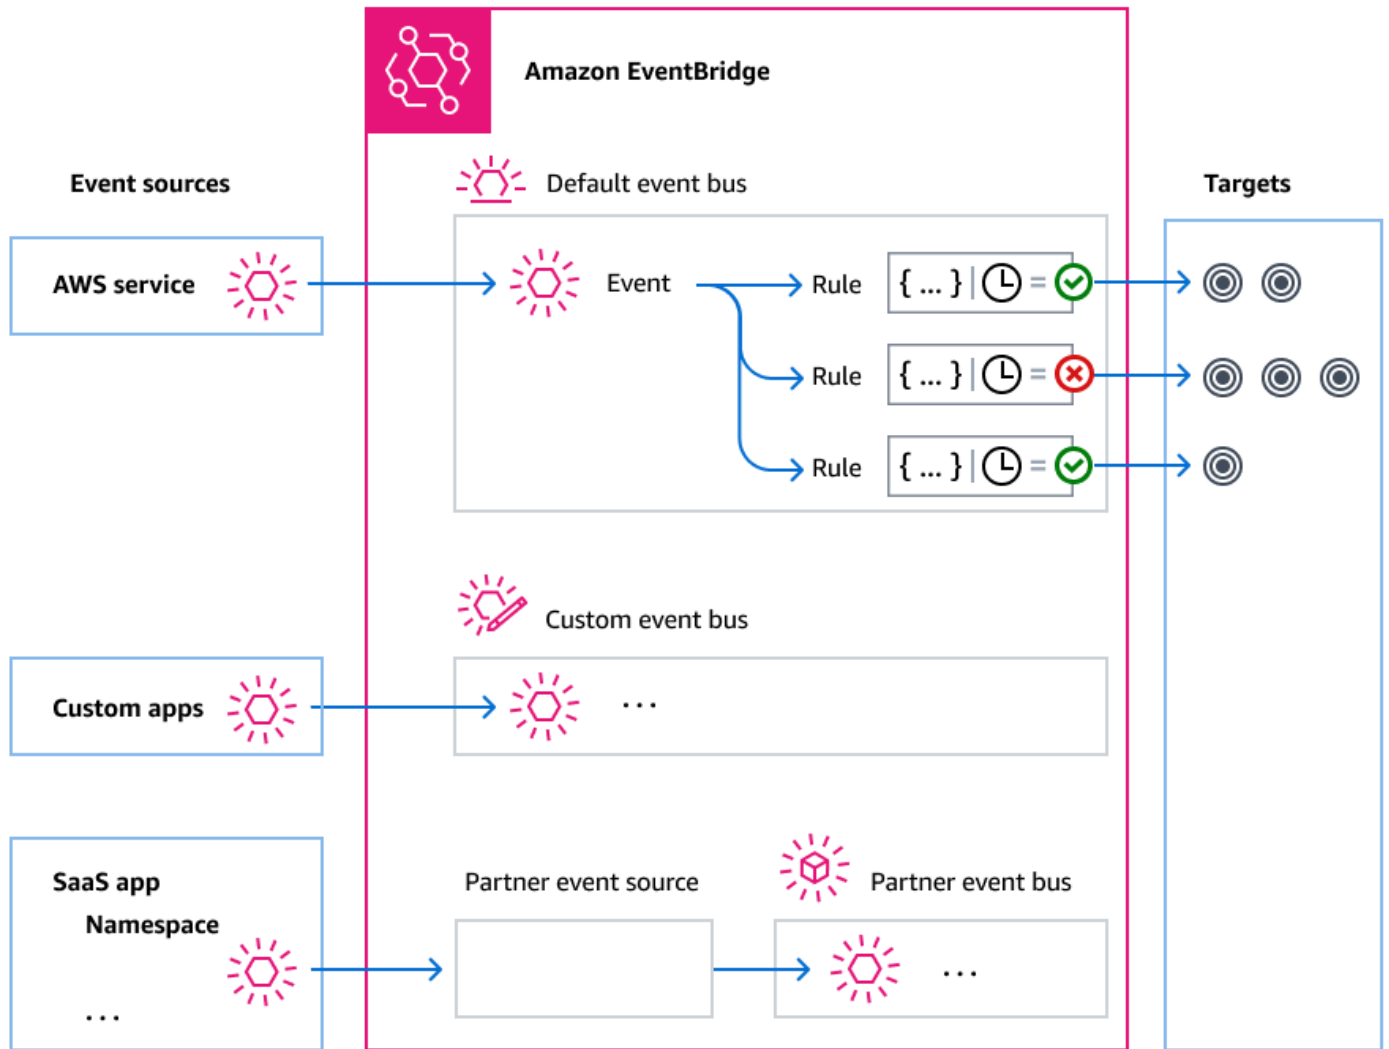 Amazon EventBridge
Event sources
Default event bus
Targets
AWS service
Event
Rule
{ ... } | =
Rule
{ ... } | =
Rule
{ ... } | =
Custom event bus
Custom apps
...
SaaS app
Namespace
...
Partner event source
Partner event bus
...